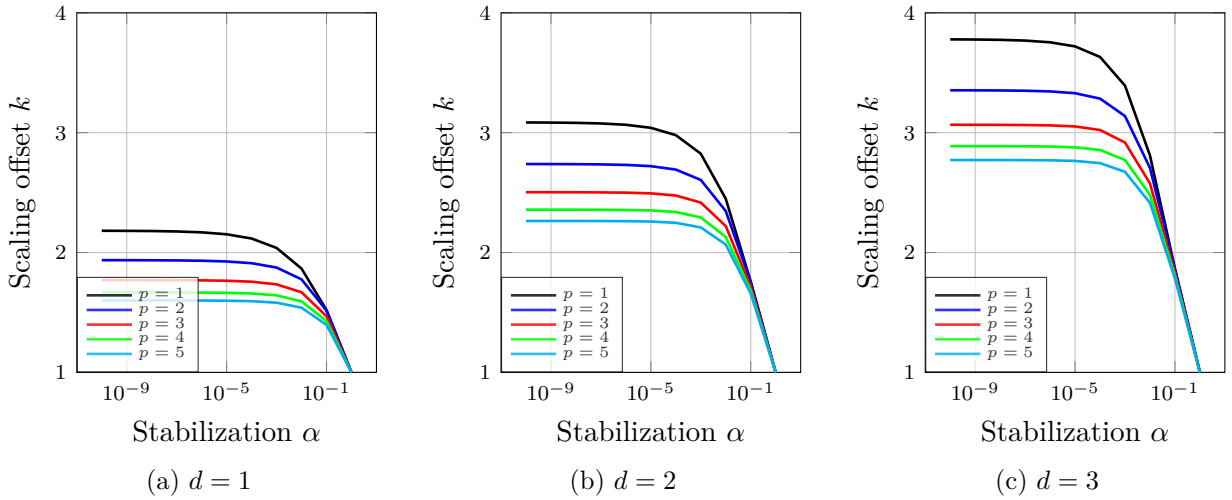 4
3
2
1
Scaling offset k
p = 1
p = 2
p = 3
p = 4
p = 5
10⁻⁹ 10⁻⁵ 10⁻¹
Stabilization α
(a) d = 1
4
3
2
1
Scaling offset k
p = 1
p = 2
p = 3
p = 4
p = 5
10⁻⁹ 10⁻⁵ 10⁻¹
Stabilization α
(b) d = 2
4
3
2
1
Scaling offset k
p = 1
p = 2
p = 3
p = 4
p = 5
10⁻⁹ 10⁻⁵ 10⁻¹
Stabilization α
(c) d = 3